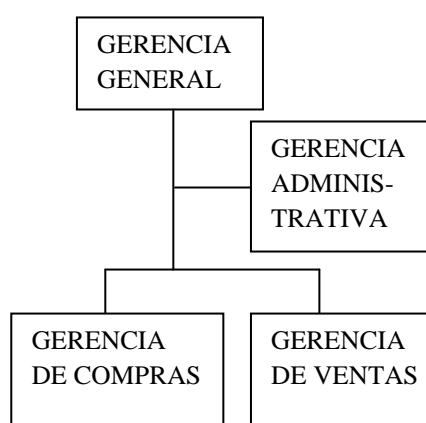 GERENCIA
GENERAL
GERENCIA
ADMINIS-
TRATIVA
GERENCIA
DE COMPRAS
GERENCIA
DE VENTAS